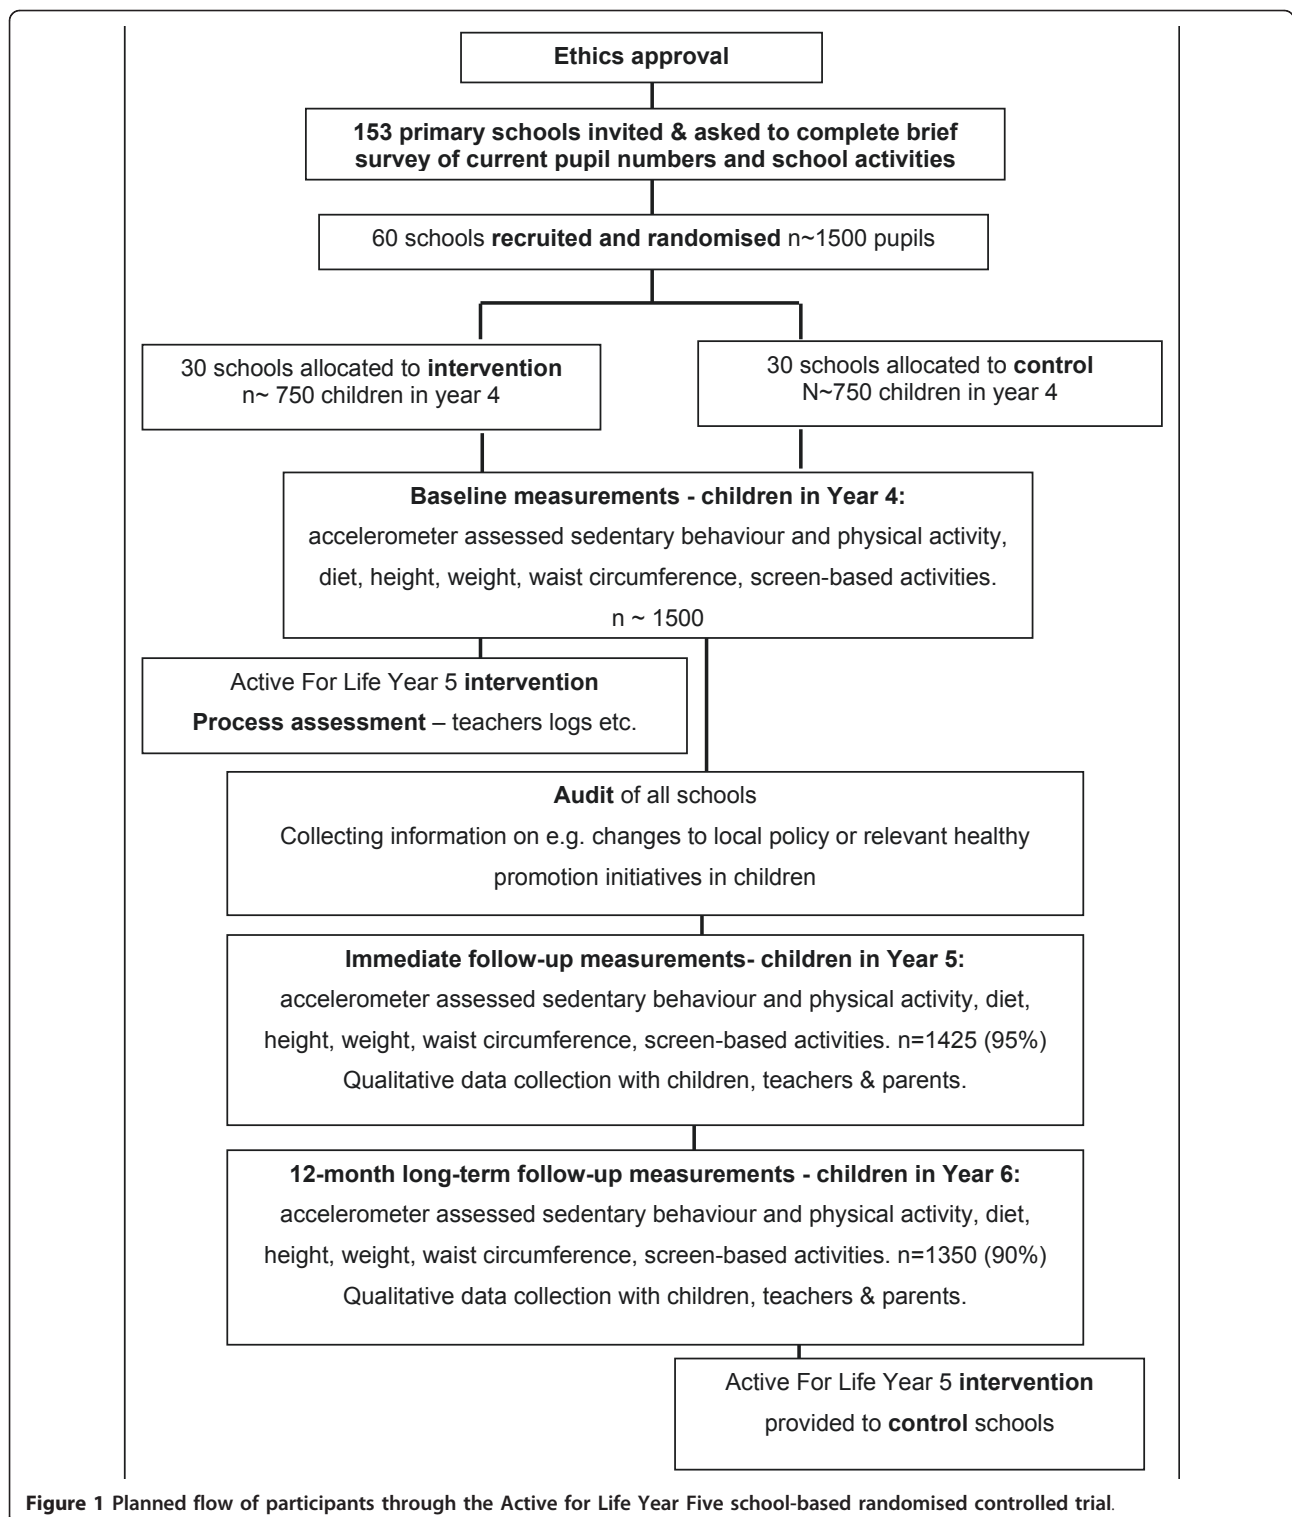 Ethics approval
153 primary schools invited & asked to complete brief
survey of current pupil numbers and school activities
60 schools recruited and randomised n~1500 pupils
30 schools allocated to intervention
n~ 750 children in year 4
30 schools allocated to control
N~750 children in year 4
Baseline measurements - children in Year 4:
accelerometer assessed sedentary behaviour and physical activity,
diet, height, weight, waist circumference, screen-based activities.
n ~ 1500
Active For Life Year 5 intervention
Process assessment – teachers logs etc.
Audit of all schools
Collecting information on e.g. changes to local policy or relevant healthy
promotion initiatives in children
Immediate follow-up measurements- children in Year 5:
accelerometer assessed sedentary behaviour and physical activity, diet,
height, weight, waist circumference, screen-based activities. n=1425 (95%)
Qualitative data collection with children, teachers & parents.
12-month long-term follow-up measurements - children in Year 6:
accelerometer assessed sedentary behaviour and physical activity, diet,
height, weight, waist circumference, screen-based activities. n=1350 (90%)
Qualitative data collection with children, teachers & parents.
Active For Life Year 5 intervention
provided to control schools
Figure 1 Planned flow of participants through the Active for Life Year Five school-based randomised controlled trial.